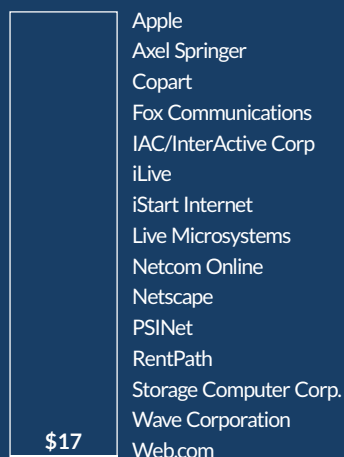 Apple
Axel Springer
Copart
Fox Communications
IAC/InterActive Corp
iLive
iStart Internet
Live Microsystems
Netcom Online
Netscape
PSINet
RentPath
Storage Computer Corp.
Wave Corporation
$17
Web.com